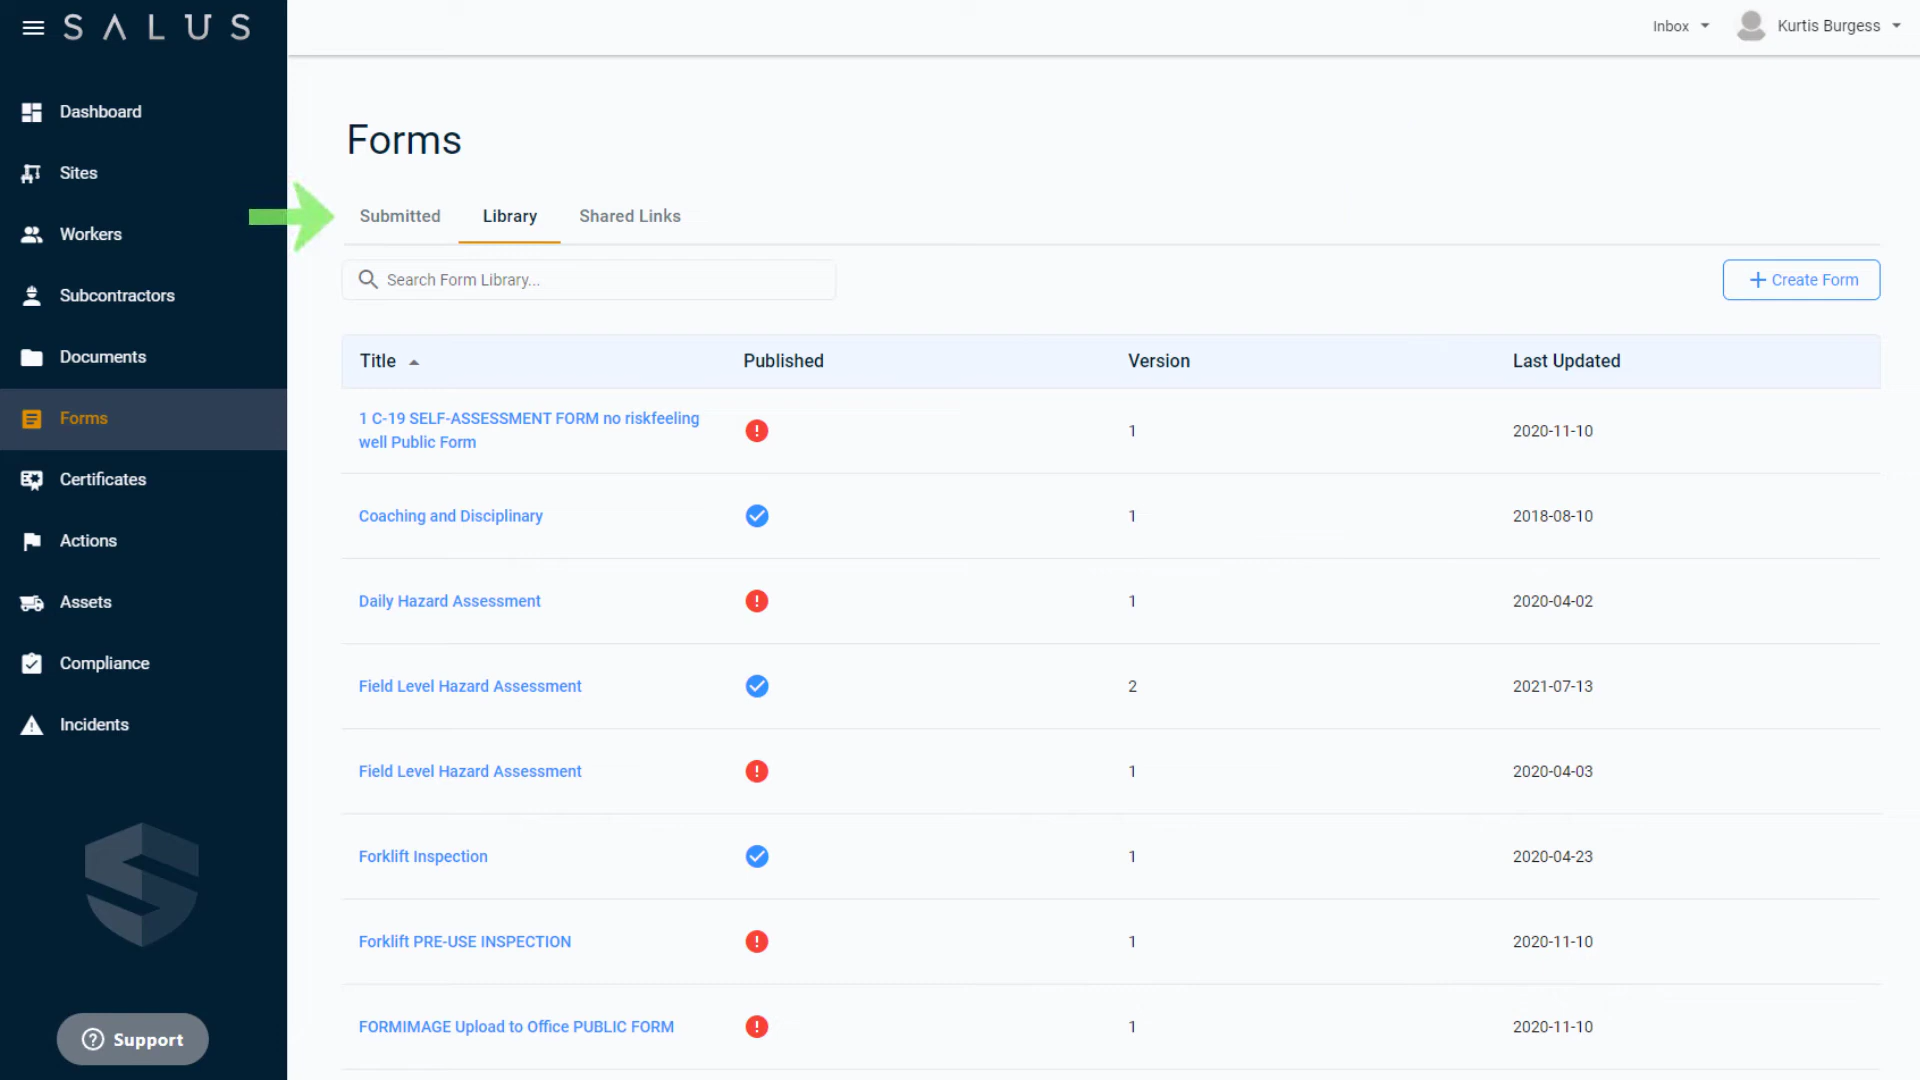 SALUS
Inbox
Kurtis Burgess
Dashboard
Sites
Workers
Subcontractors
Documents
Forms
Certificates
Actions
Assets
Compliance
Incidents
Support
Forms
Submitted Library Shared Links
Search Form Library...
+ Create Form
Title Published Version Last Updated
1 C-19 SELF-ASSESSMENT FORM no riskfeeling
well Public Form
1 2020-11-10
Coaching and Disciplinary 1 2018-08-10
Daily Hazard Assessment 1 2020-04-02
Field Level Hazard Assessment 2 2021-07-13
Field Level Hazard Assessment 1 2020-04-03
Forklift Inspection 1 2020-04-23
Forklift PRE-USE INSPECTION 1 2020-11-10
FORMIMAGE Upload to Office PUBLIC FORM 1 2020-11-10